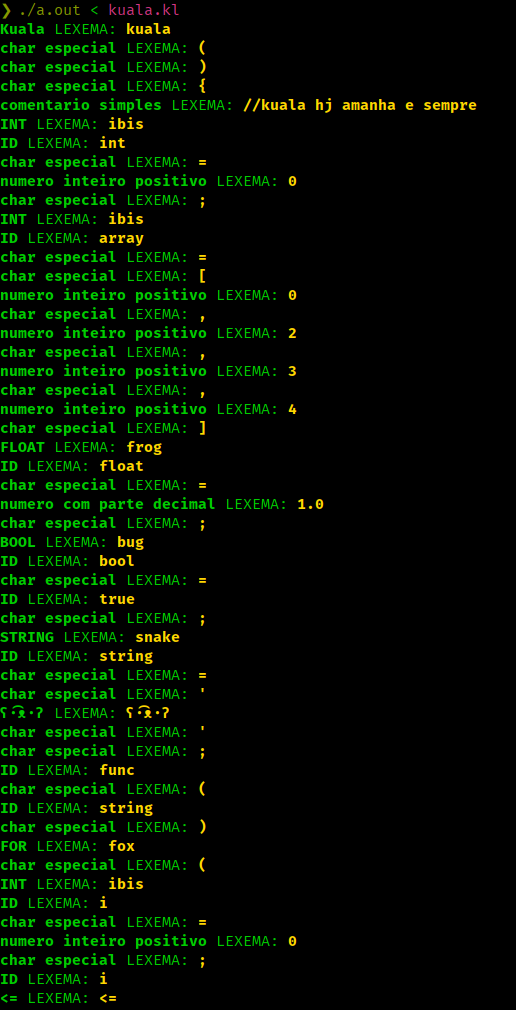 ❯ ./a.out < kuala.kl
Kuala LEXEMA: kuala
char especial LEXEMA: (
char especial LEXEMA: )
char especial LEXEMA: {
comentario simples LEXEMA: //kuala hj amanha e sempre
INT LEXEMA: ibis
ID LEXEMA: int
char especial LEXEMA: =
numero inteiro positivo LEXEMA: 0
char especial LEXEMA: ;
INT LEXEMA: ibis
ID LEXEMA: array
char especial LEXEMA: =
char especial LEXEMA: [
numero inteiro positivo LEXEMA: 0
char especial LEXEMA: ,
numero inteiro positivo LEXEMA: 2
char especial LEXEMA: ,
numero inteiro positivo LEXEMA: 3
char especial LEXEMA: ,
numero inteiro positivo LEXEMA: 4
char especial LEXEMA: ]
FLOAT LEXEMA: frog
ID LEXEMA: float
char especial LEXEMA: =
numero com parte decimal LEXEMA: 1.0
char especial LEXEMA: ;
BOOL LEXEMA: bug
ID LEXEMA: bool
char especial LEXEMA: =
ID LEXEMA: true
char especial LEXEMA: ;
STRING LEXEMA: snake
ID LEXEMA: string
char especial LEXEMA: =
char especial LEXEMA: '
ʕ·͡ᴥ·ʔ LEXEMA: ʕ·͡ᴥ·ʔ
char especial LEXEMA: '
char especial LEXEMA: ;
ID LEXEMA: func
char especial LEXEMA: (
ID LEXEMA: string
char especial LEXEMA: )
FOR LEXEMA: fox
char especial LEXEMA: (
INT LEXEMA: ibis
ID LEXEMA: i
char especial LEXEMA: =
numero inteiro positivo LEXEMA: 0
char especial LEXEMA: ;
ID LEXEMA: i
<= LEXEMA: <=